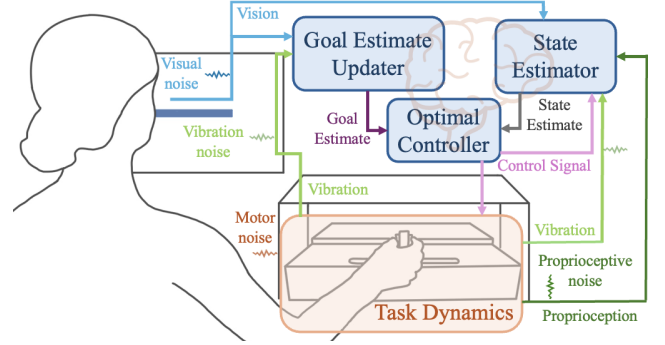 Vision
Goal Estimate
Updater
State
Estimator
Visual
noise
Vibration
noise
Goal
Estimate
Optimal
Controller
State
Estimate
Control Signal
Vibration
Motor
noise
Vibration
Proprioceptive
noise
Task Dynamics
Proprioception